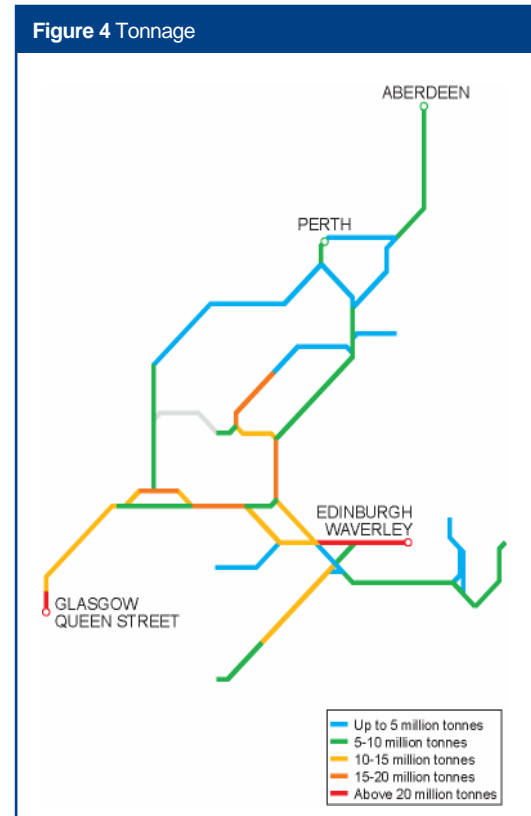 Figure 4 Tonnage
ABERDEEN
PERTH
EDINBURGH
WAVERLEY
GLASGOW
QUEEN STREET
Up to 5 million tonnes
5-10 million tonnes
10-15 million tonnes
15-20 million tonnes
Above 20 million tonnes